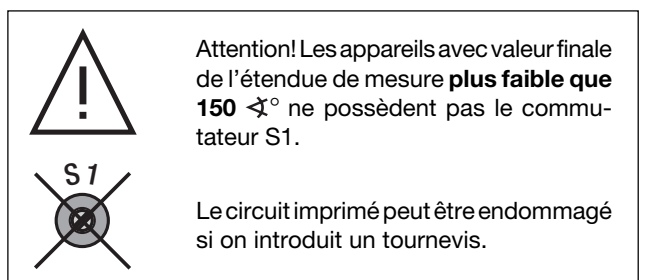 Attention! Les appareils avec valeur finale
de l'étendue de mesure plus faible que
150 ∢° ne possèdent pas le commu-
tateur S1.
S 1
Le circuit imprimé peut être endommagé
si on introduit un tournevis.